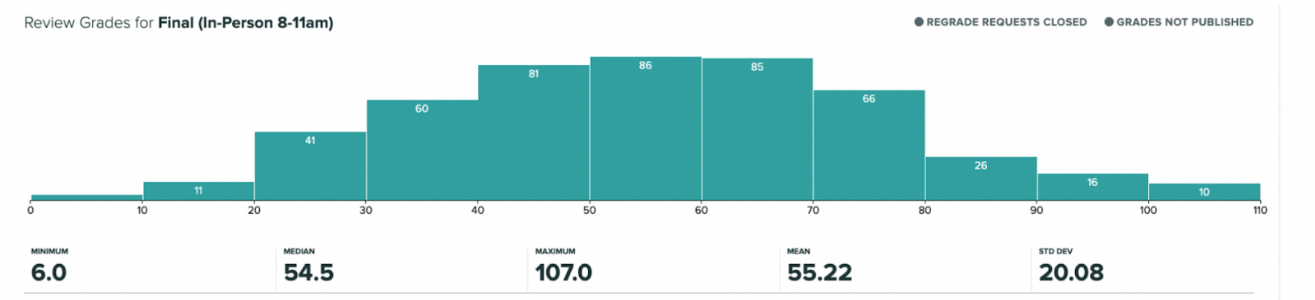 Review Grades for Final (In-Person 8-11am)
REGRADE REQUESTS CLOSED GRADES NOT PUBLISHED
86
85
81
66
60
41
26
16
11
10
0 10 20 30 40 50 60 70 80 90 100 110
MINIMUM MEDIAN MAXIMUM MEAN STD DEV
6.0 54.5 107.0 55.22 20.08